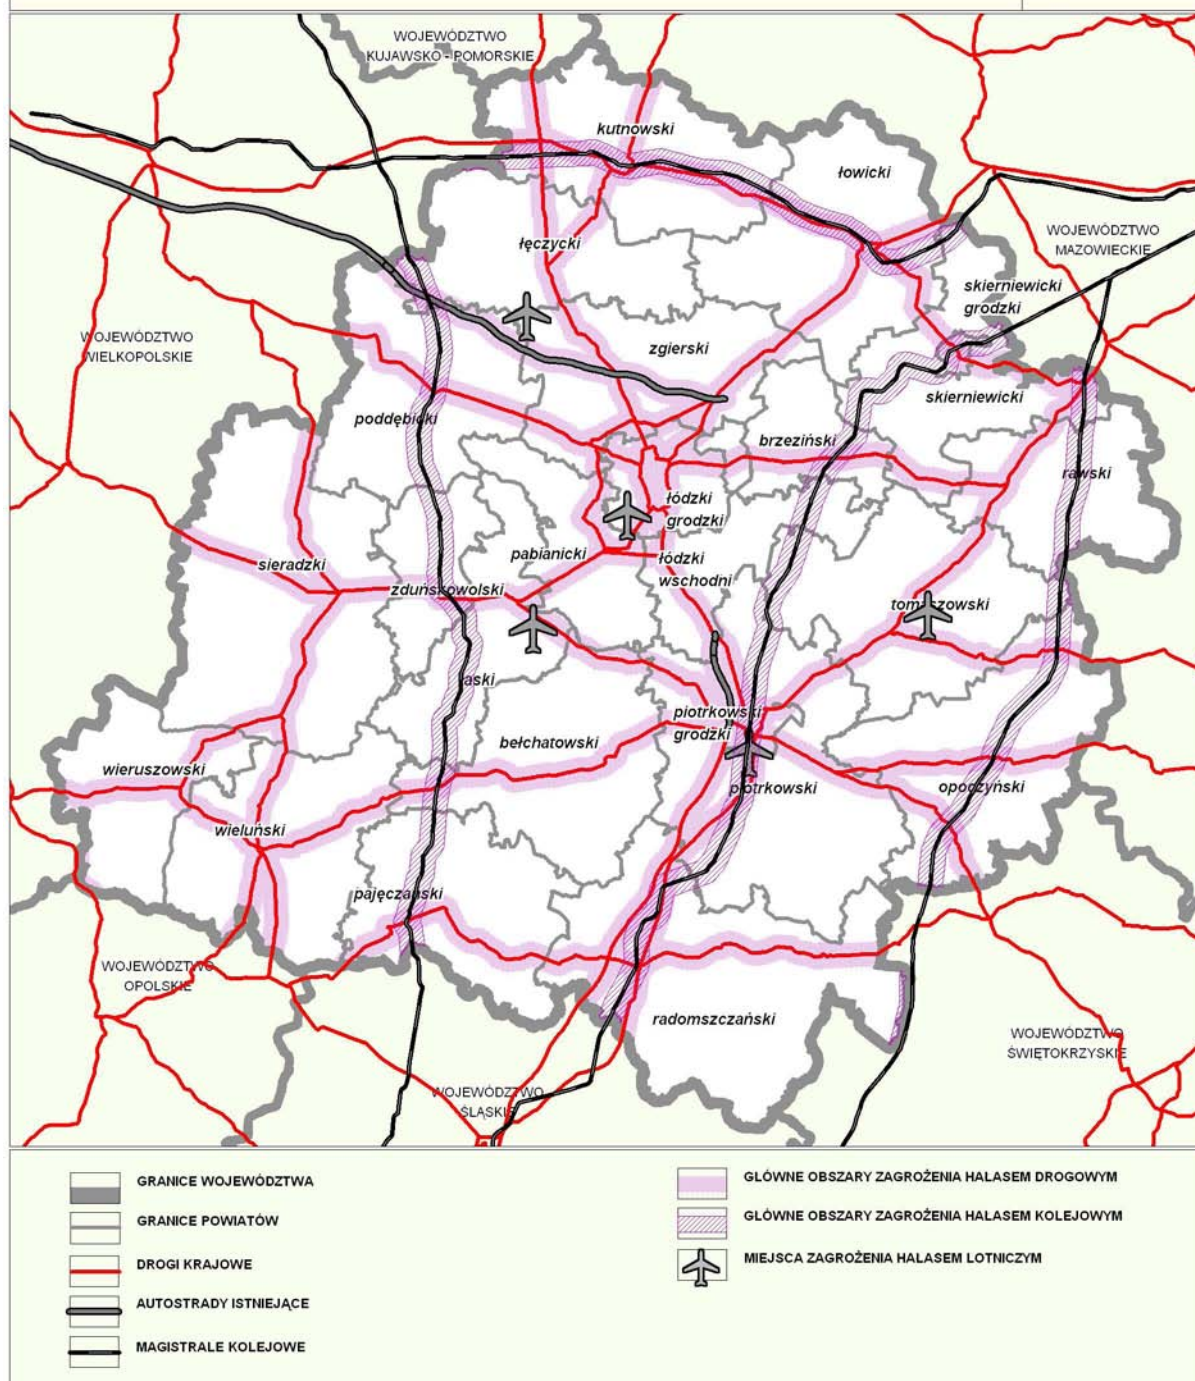 WOJEWÓDZTWO
KUJAWSKO - POMORSKIE
kutnowski
łowicki
WOJEWÓDZTWO
MAZOWIECKIE
łęczycki
skierniewicki
grodzki
WOJEWÓDZTWO
WIELKOPOLSKIE
zgierski
poddębicki
skierniewicki
brzeziński
rawski
łódzki
grodzki
pabianicki
łódzki
wschodni
sieradzki
zduńskowolski
tomaszowski
łaski
piotrkowski
grodzki
bełchatowski
wieruszowski
piotrkowski
opoczyński
wieluński
pajęczański
WOJEWÓDZTWO
OPOLSKIE
radomszczański
WOJEWÓDZTWO
ŚWIĘTOKRZYSKIE
WOJEWÓDZTWO
ŚLĄSKIE
GRANICE WOJEWÓDZTWA
GRANICE POWIATÓW
DROGI KRAJOWE
AUTOSTRADY ISTNIEJĄCE
MAGISTRALE KOLEJOWE
GLÓWNE OBSZARY ZAGROŻENIA HALASEM DROGOWYM
GLÓWNE OBSZARY ZAGROŻENIA HALASEM KOLEJOWYM
MIEJSCA ZAGROŻENIA HALASEM LOTNICZYM